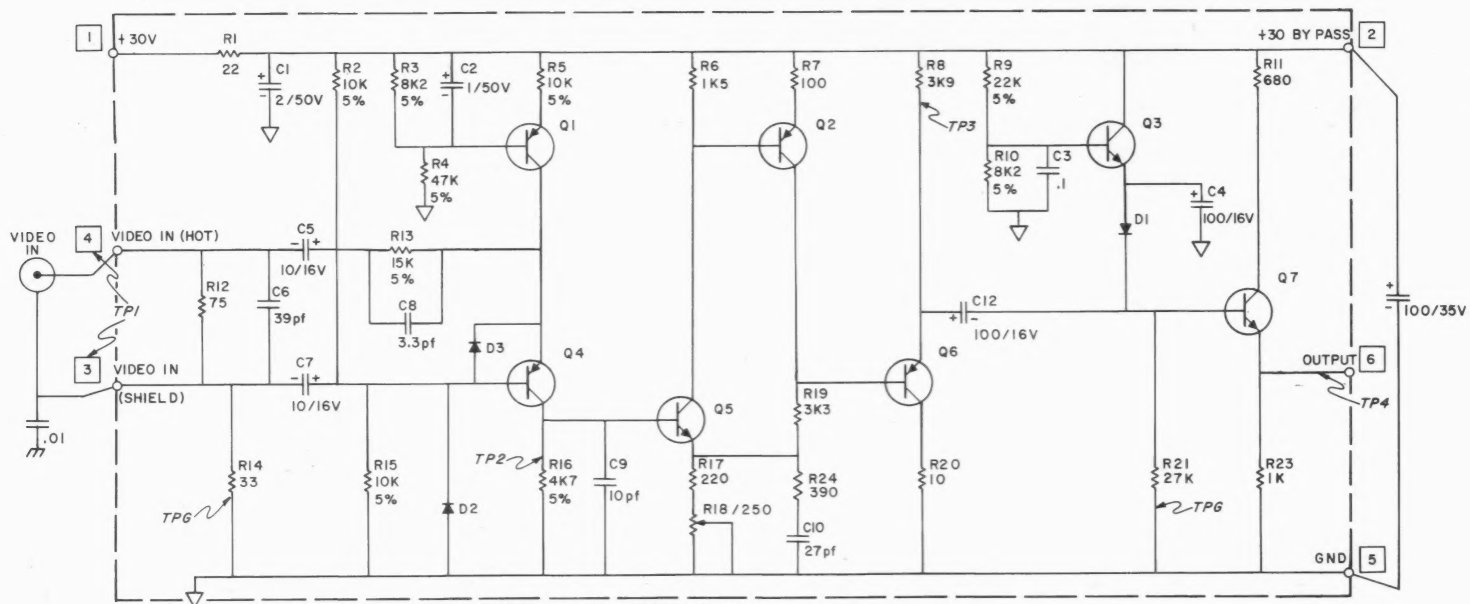 1
+30V
R1
22
C1
2/50V
R2
10K
5%
R3
8K2
5%
C2
1/50V
R4
47K
5%
R5
10K
5%
Q1
R6
1K5
R7
100
Q2
R8
3K9
TP3
R9
22K
5%
R10
8K2
5%
C3
.1
Q3
C4
100/16V
D1
+30 BY PASS
2
R11
680
VIDEO
IN
4
VIDEO IN (HOT)
TP1
3
VIDEO IN
(SHIELD)
.01
R12
75
C6
39pf
C5
10/16V
R13
15K
5%
C8
3.3pf
D3
C7
10/16V
Q4
R14
33
TPG
R15
10K
5%
D2
TP2
R16
4K7
5%
C9
10pf
Q5
R17
220
R18/250
R19
3K3
R24
390
C10
27pf
Q6
R20
10
C12
100/16V
Q7
R21
27K
TPG
R23
1K
OUTPUT
6
TP4
100/35V
GND
5